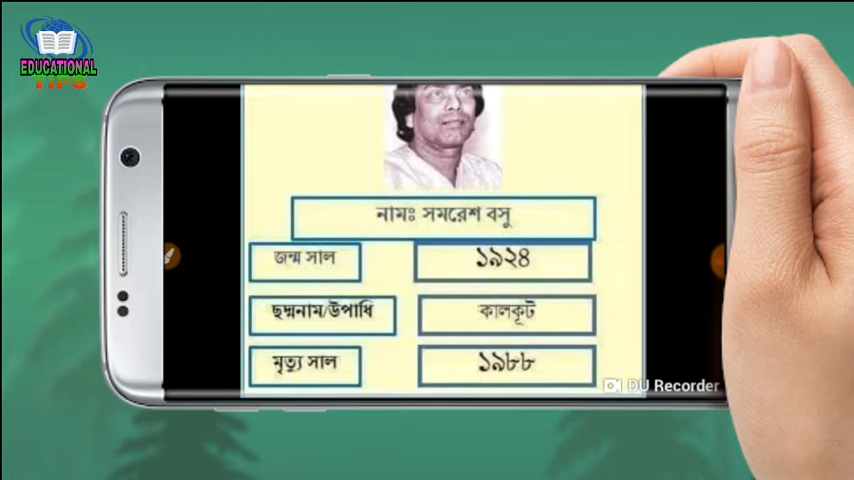 EDUCATIONAL
TIPS
নামঃ সমরেশ বসু
জন্ম সাল
১৯২৪
ছদ্মনাম/উপাধি
কালকূট
মৃত্যু সাল
১৯৮৮
DU Recorder